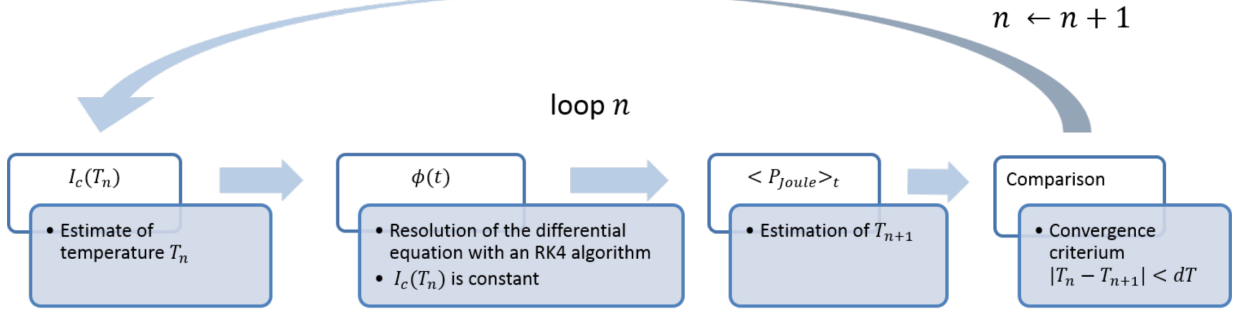 n ← n + 1
loop n
I_c(T_n)
• Estimate of
temperature T_n
ϕ(t)
• Resolution of the differential
equation with an RK4 algorithm
• I_c(T_n) is constant
< P_Joule >_t
• Estimation of T_{n+1}
Comparison
• Convergence
criterion
|T_n − T_{n+1}| < dT